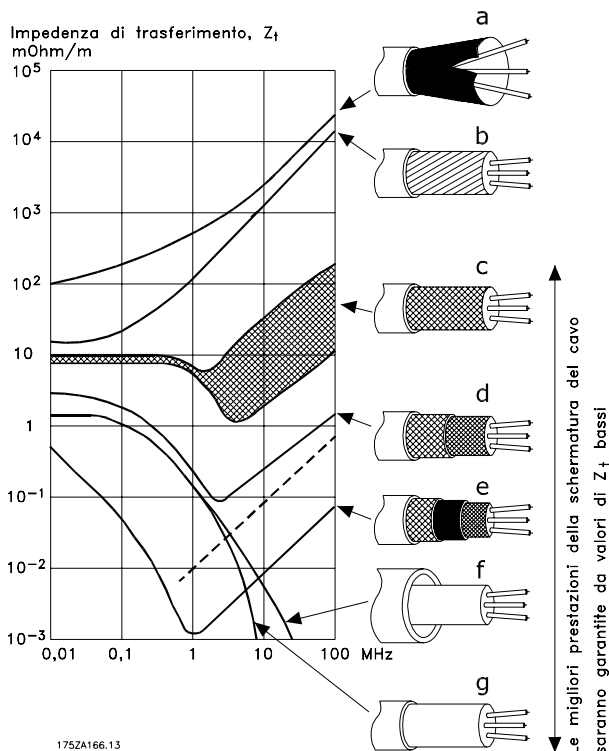 Impedenza di trasferimento, Zt
mOhm/m
10⁵
10⁴
10³
10²
10
1
10⁻¹
10⁻²
10⁻³
0,01
0,1
1
10
100
MHz
a
b
c
d
e
f
g
Le migliori prestazioni della schermatura del cavo
saranno garantite da valori di Zt bassi
175ZA166.13